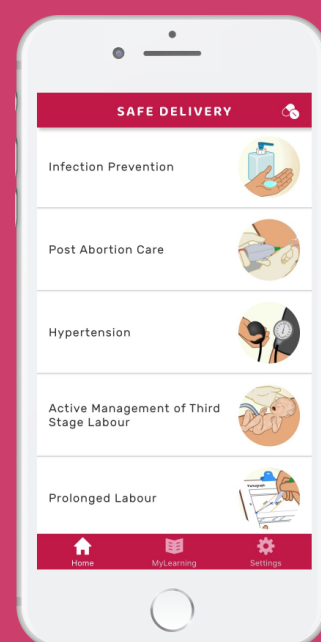 SAFE DELIVERY
Infection Prevention
Post Abortion Care
Hypertension
Active Management of Third
Stage Labour
Prolonged Labour
Partograph
Home
MyLearning
Settings